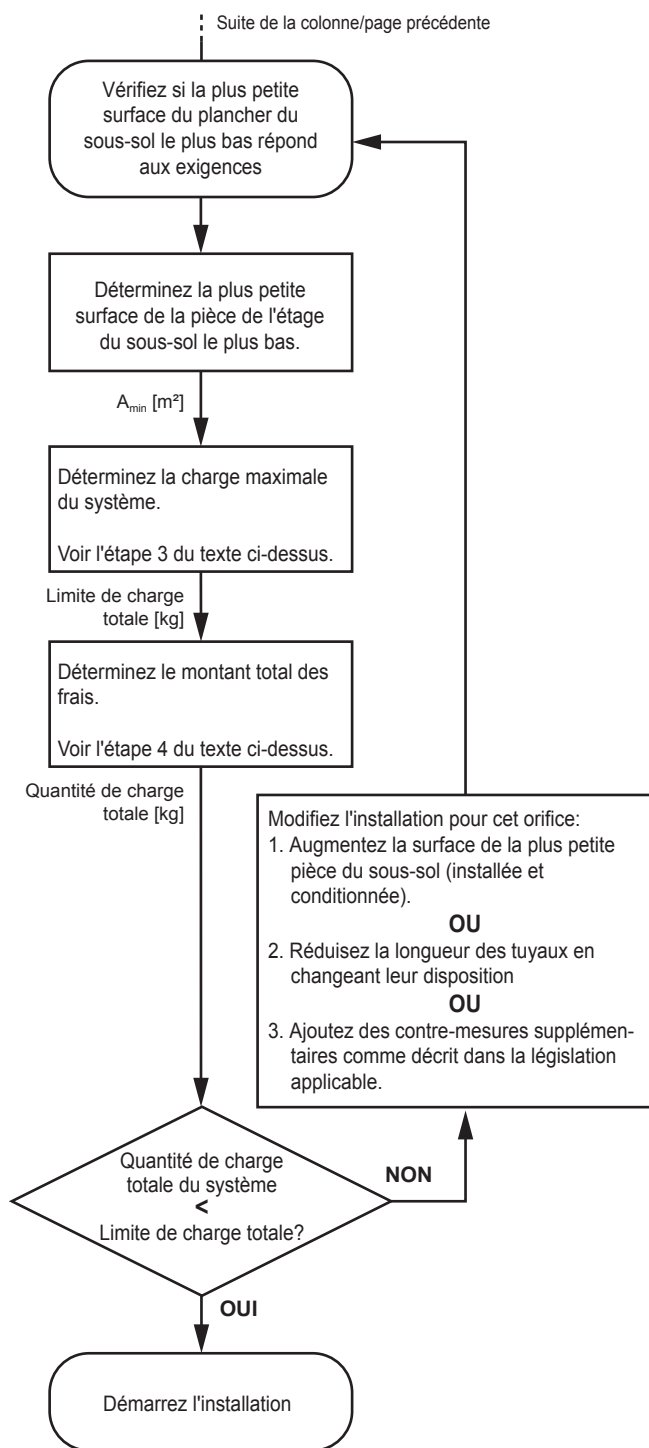 Suite de la colonne/page précédente
Vérifiez si la plus petite
surface du plancher du
sous-sol le plus bas répond
aux exigences
Déterminez la plus petite
surface de la pièce de l'étage
du sous-sol le plus bas.
Amin [m²]
Déterminez la charge maximale
du système.
Voir l'étape 3 du texte ci-dessus.
Limite de charge
totale [kg]
Déterminez le montant total des
frais.
Voir l'étape 4 du texte ci-dessus.
Quantité de charge
totale [kg]
Modifiez l'installation pour cet orifice:
1. Augmentez la surface de la plus petite
pièce du sous-sol (installée et
conditionnée).
OU
2. Réduisez la longueur des tuyaux en
changeant leur disposition
OU
3. Ajoutez des contre-mesures supplémen-
taires comme décrit dans la législation
applicable.
Quantité de charge
totale du système
<
Limite de charge totale?
NON
OUI
Démarrez l'installation